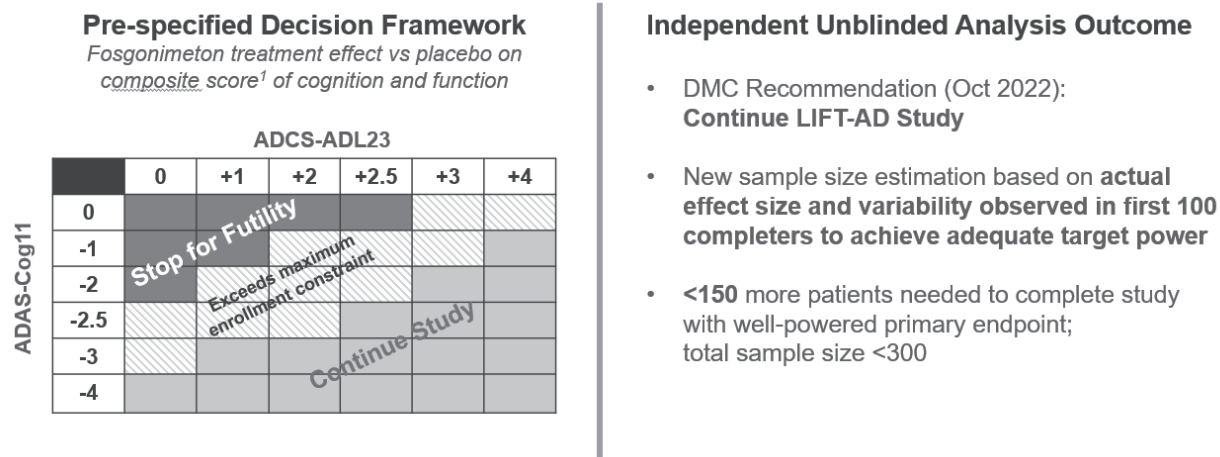 Pre-specified Decision Framework
Fosgonimeton treatment effect vs placebo on
composite score¹ of cognition and function
ADCS-ADL23
0 +1 +2 +2.5 +3 +4
ADAS-Cog11
0
-1
-2
-2.5
-3
-4
Stop for Futility
Exceeds maximum
enrollment constraint
Continue Study
Independent Unblinded Analysis Outcome
• DMC Recommendation (Oct 2022):
Continue LIFT-AD Study
• New sample size estimation based on actual
effect size and variability observed in first 100
completers to achieve adequate target power
• <150 more patients needed to complete study
with well-powered primary endpoint;
total sample size <300